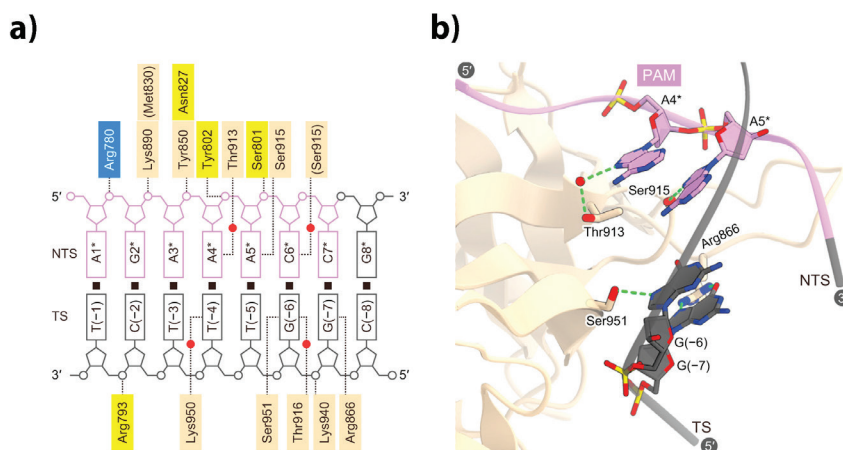 a)
Arg780
Lys890
(Met830)
Tyr850
Asn827
Tyr802
Thr913
Ser801
Ser915
(Ser915)
5′
3′
NTS
A1*
G2*
A3*
A4*
A5*
C6*
C7*
G8*
TS
T(−1)
C(−2)
T(−3)
T(−4)
T(−5)
G(−6)
G(−7)
C(−8)
3′
5′
Arg793
Lys950
Ser951
Thr916
Lys940
Arg866
b)
5′
PAM
A4*
A5*
Ser915
Thr913
Arg866
NTS
3′
Ser951
G(−6)
G(−7)
TS
5′